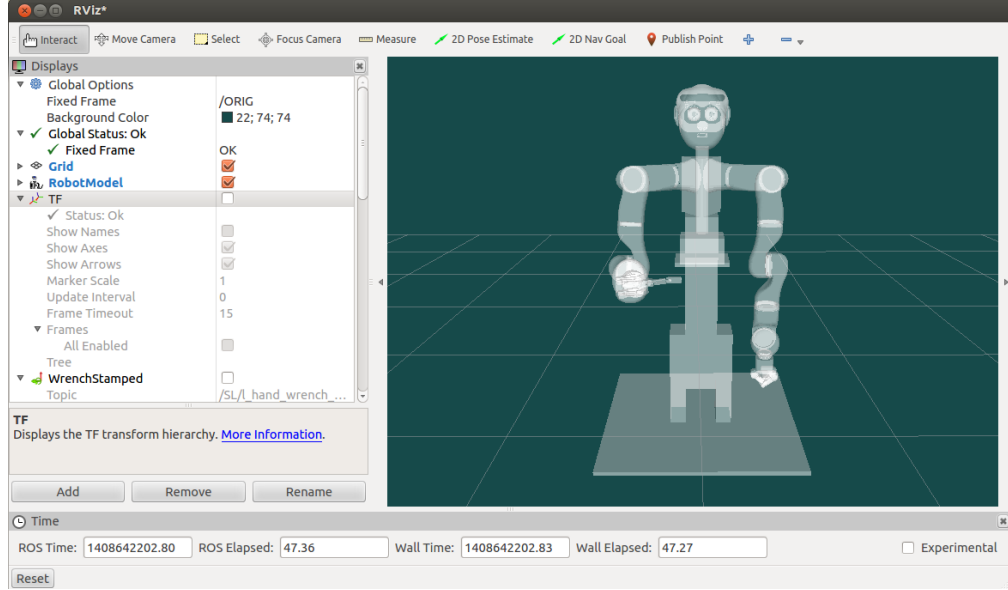 RViz*
Interact Move Camera Select Focus Camera Measure 2D Pose Estimate 2D Nav Goal Publish Point
Displays
Global Options
Fixed Frame /ORIG
Background Color 22; 74; 74
Global Status: Ok
Fixed Frame OK
Grid
RobotModel
TF
Status: Ok
Show Names
Show Axes
Show Arrows
Marker Scale 1
Update Interval 0
Frame Timeout 15
Frames
All Enabled
Tree
WrenchStamped
Topic /SL/l_hand_wrench_...
TF
Displays the TF transform hierarchy. More Information.
Add Remove Rename
Time
ROS Time: 1408642202.80 ROS Elapsed: 47.36 Wall Time: 1408642202.83 Wall Elapsed: 47.27 Experimental
Reset